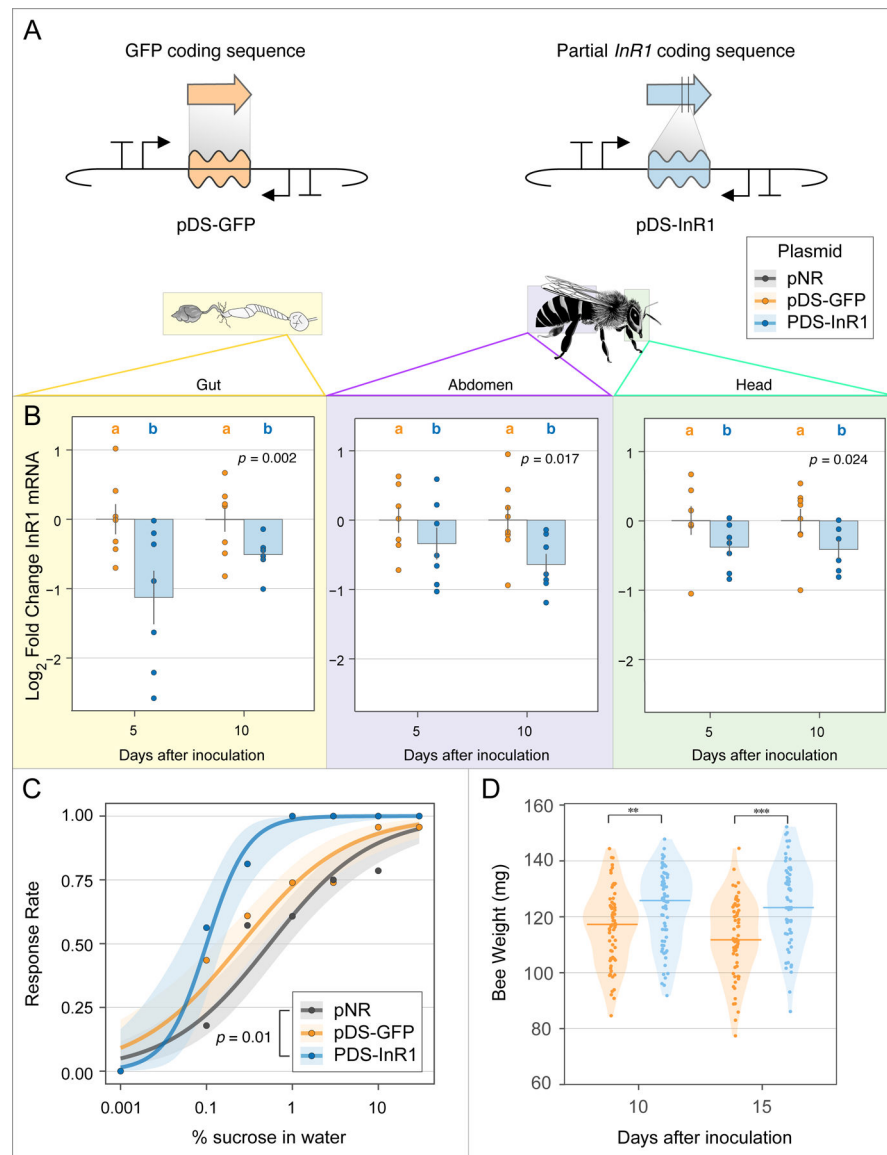 A
GFP coding sequence
Partial InR1 coding sequence
pDS-GFP
pDS-InR1
Plasmid
pNR
pDS-GFP
PDS-InR1
Gut
Abdomen
Head
B
a b a b
a b a b
a b a b
p = 0.002
p = 0.017
p = 0.024
Log2 Fold Change InR1 mRNA
1
0
−1
−2
1
0
−1
−2
1
0
−1
−2
5 10
5 10
5 10
Days after inoculation
Days after inoculation
Days after inoculation
C
Response Rate
1.00
0.75
0.50
0.25
0.00
p = 0.01
pNR
pDS-GFP
PDS-InR1
0.001 0.1 1 10
% sucrose in water
D
Bee Weight (mg)
160
140
120
100
80
60
** ***
10 15
Days after inoculation